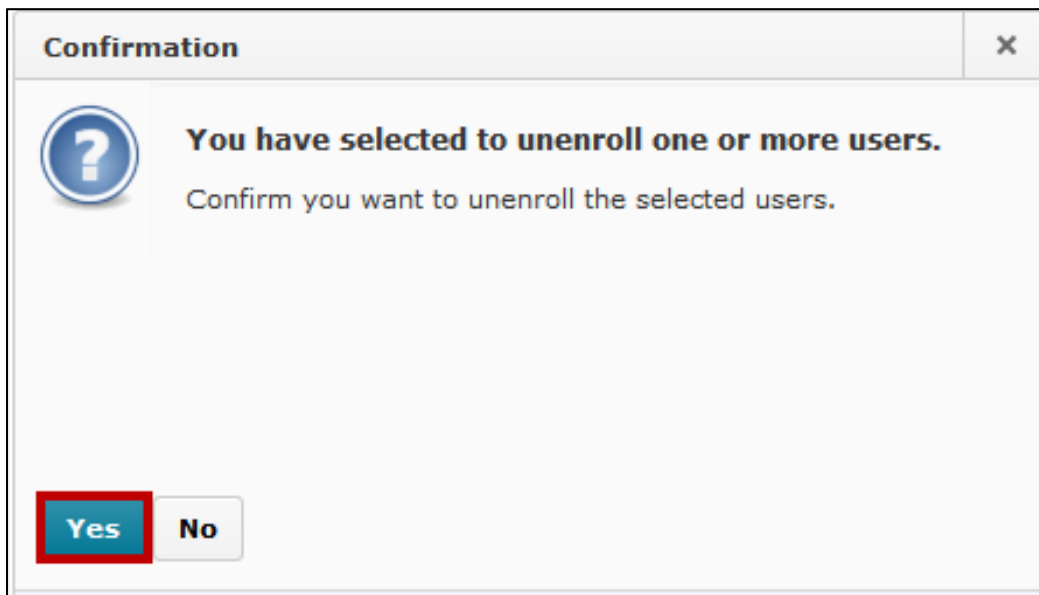 Confirmation
You have selected to unenroll one or more users.
Confirm you want to unenroll the selected users.
Yes No